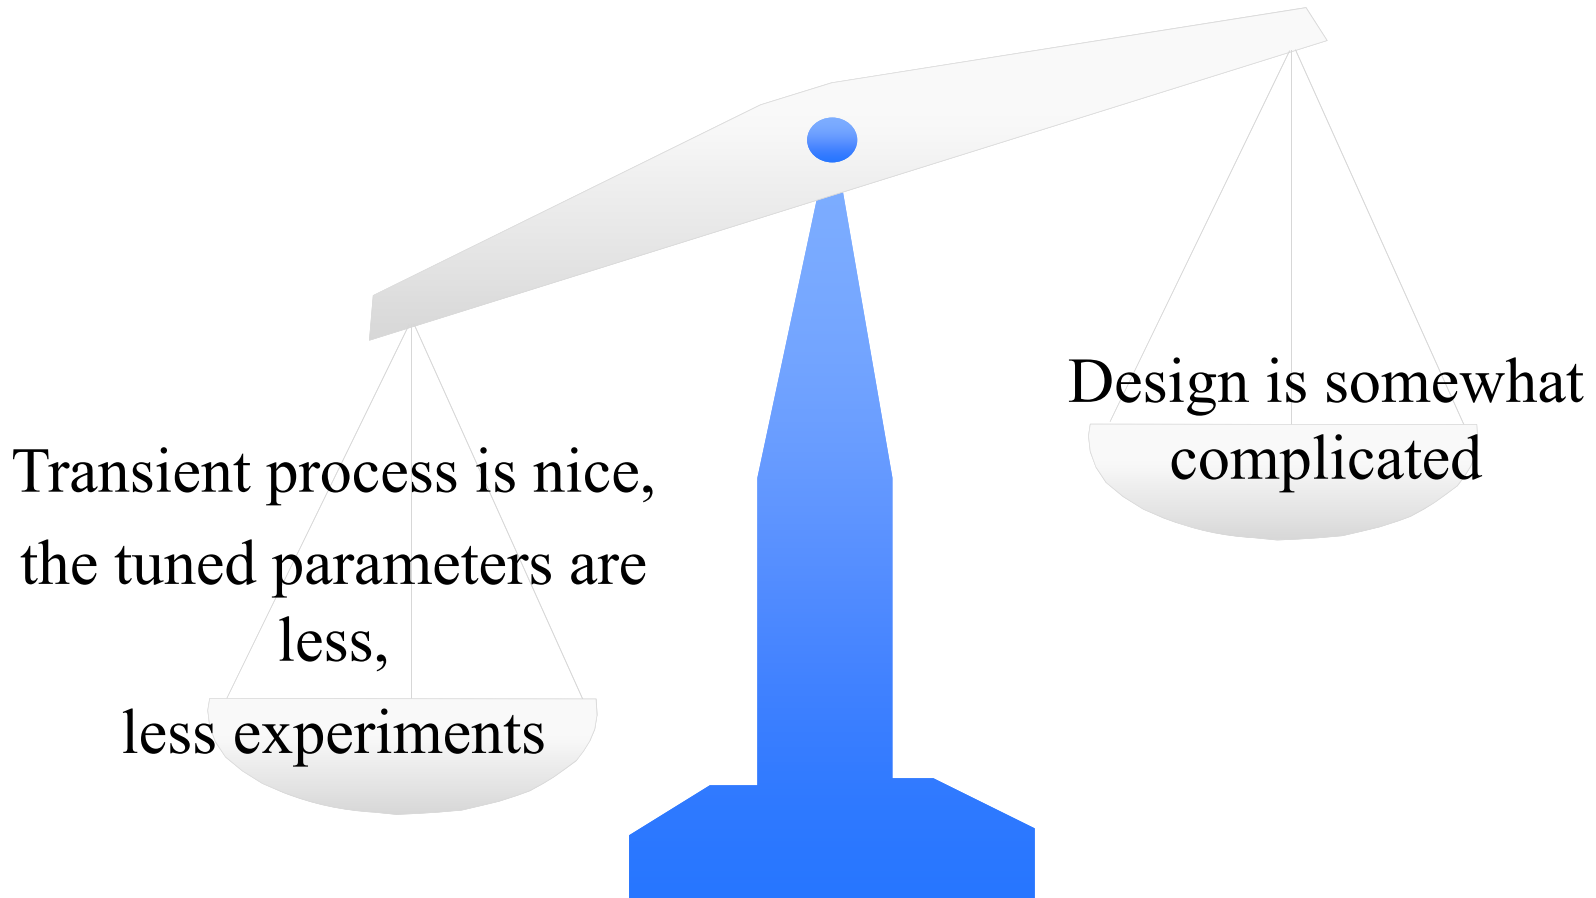 Transient process is nice,
the tuned parameters are
less,
less experiments
Design is somewhat
complicated